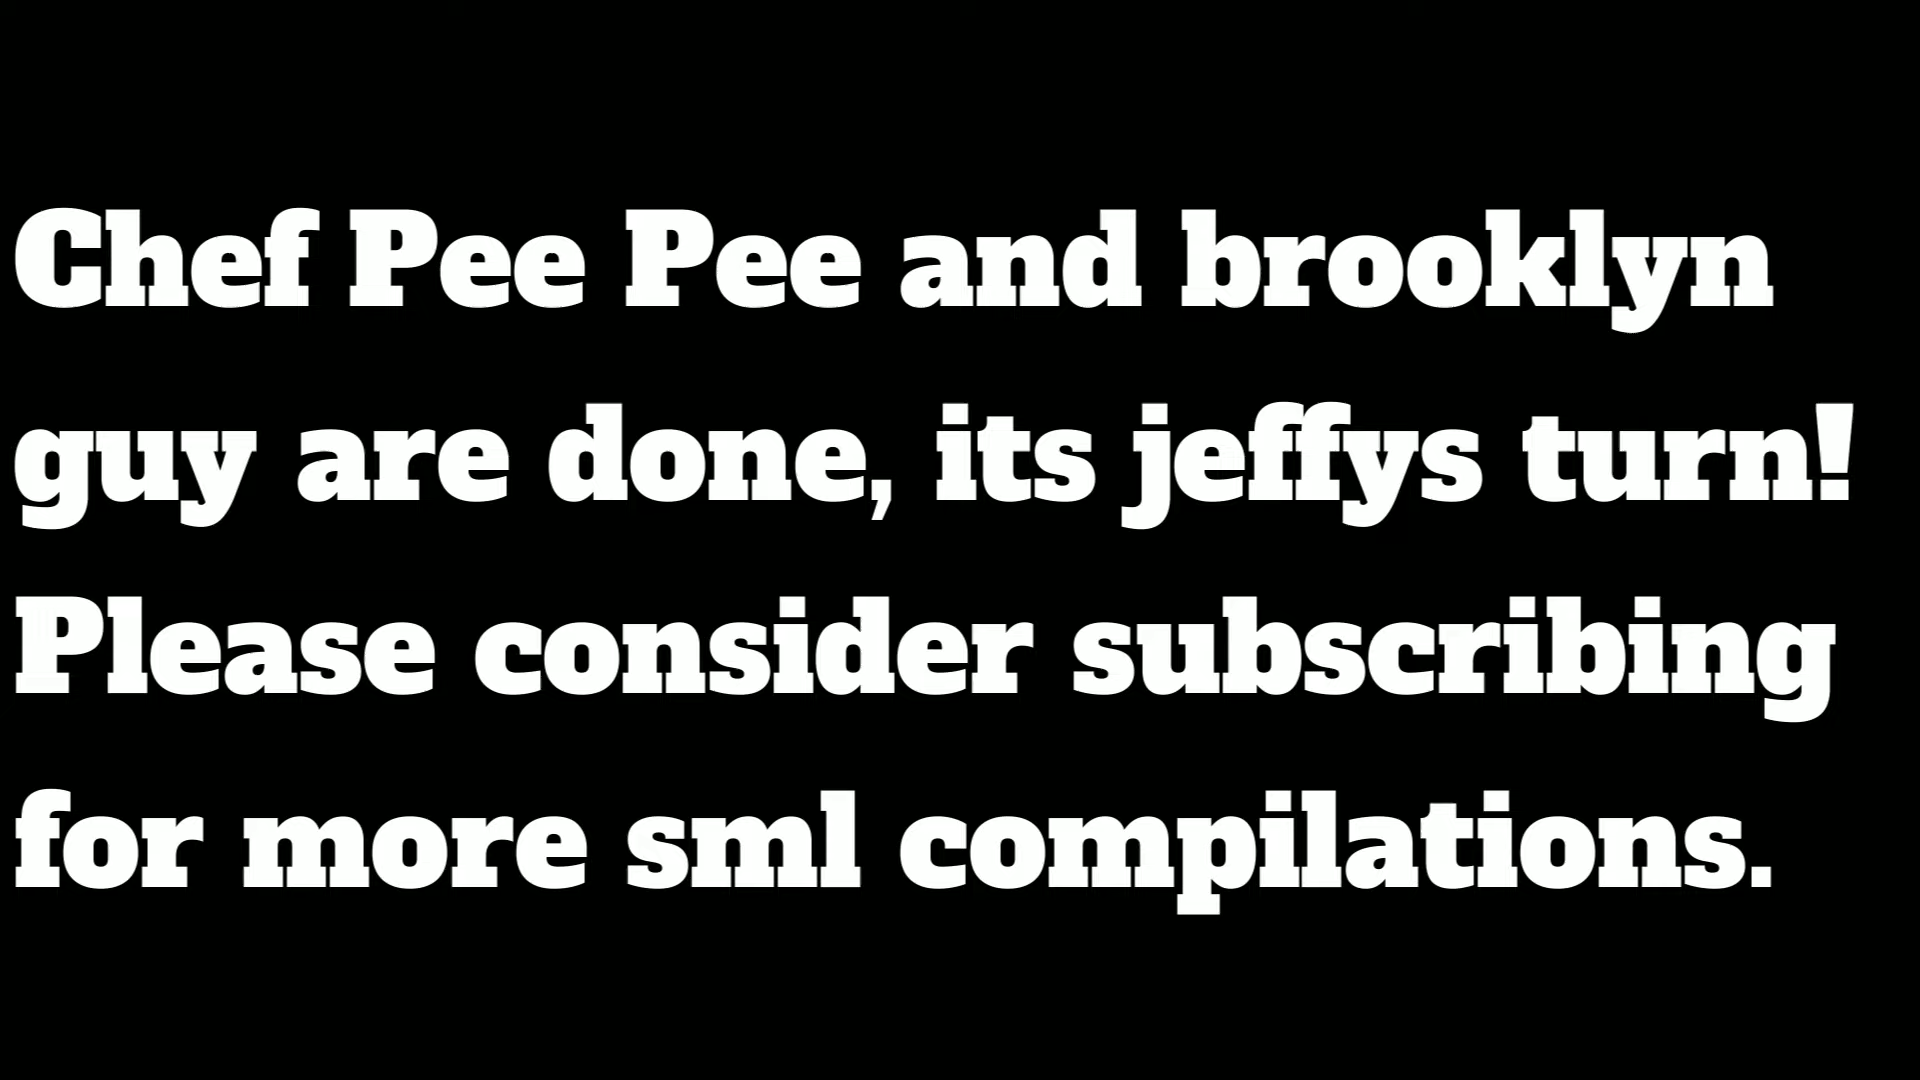 Chef Pee Pee and brooklyn
guy are done, its jeffys turn!
Please consider subscribing
for more sml compilations.